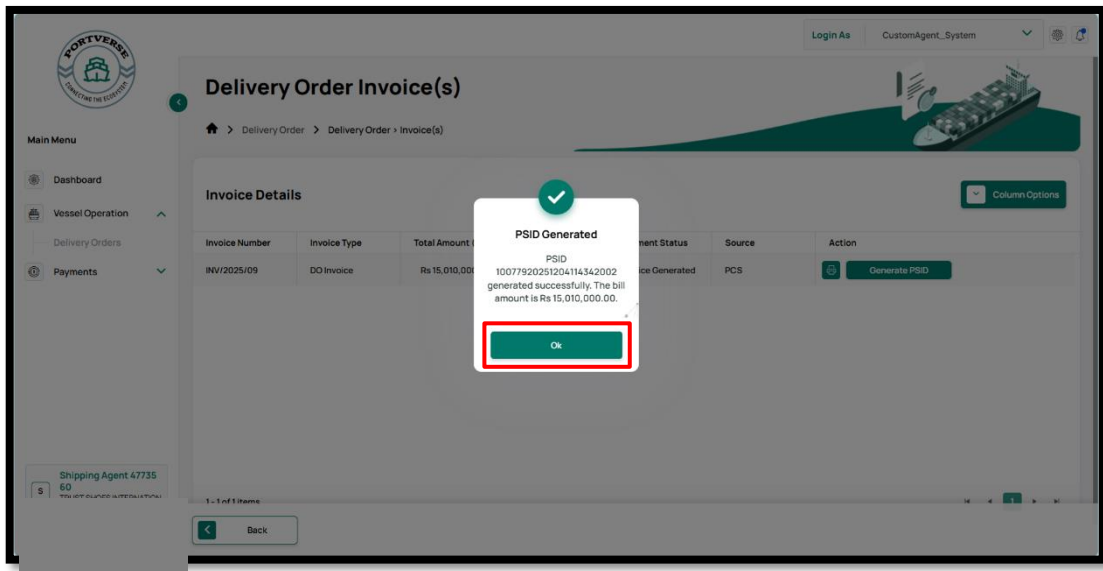 PORTVERSE
CONNECTING THE ECOSYSTEM
Login As CustomAgent_System
Delivery Order Invoice(s)
Delivery Order > Delivery Order > Invoice(s)
Main Menu
Dashboard
Vessel Operation
Delivery Orders
Payments
Invoice Details
Column Options
Invoice Number Invoice Type Total Amount ment Status Source Action
INV/2025/09 DO Invoice Rs 15,010,00 ice Generated PCS Generate PSID
PSID Generated
PSID
10077920251204114342002
generated successfully. The bill
amount is Rs 15,010,000.00.
Ok
Shipping Agent 47735
60
S
1 - 1 of 1 items
1
Back